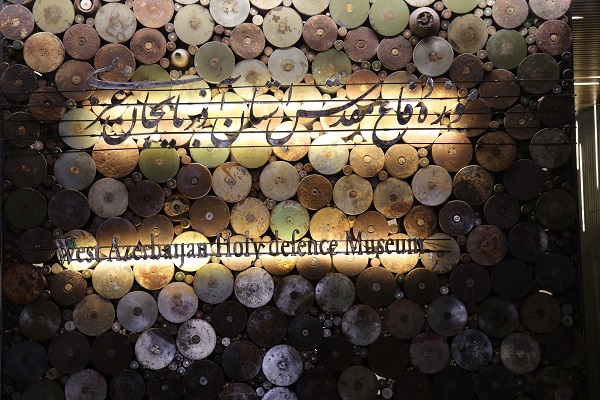 موزه دفاع مقدس استان آذربایجان غربی
West Azerbaijan Holy defence Museum